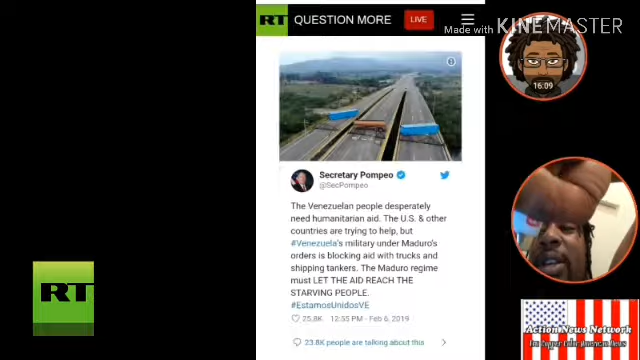 RT QUESTION MORE LIVE
Made with KINEMASTER
16:09
Secretary Pompeo
@SecPompeo
The Venezuelan people desperately
need humanitarian aid. The U.S. & other
countries are trying to help, but
#Venezuela's military under Maduro's
orders is blocking aid with trucks and
shipping tankers. The Maduro regime
must LET THE AID REACH THE
STARVING PEOPLE.
#EstamosUnidosVE
25.8K 12:35 PM - Feb 6, 2019
23.8K people are talking about this
RT
Action News Network